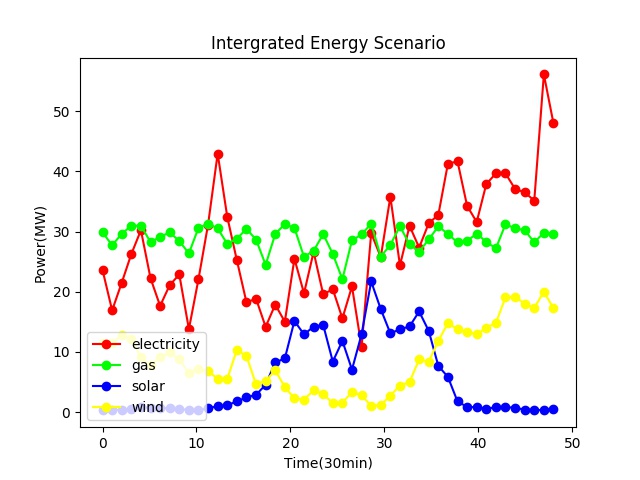 Intergrated Energy Scenario
Power(MW)
50
40
30
20
10
0
electricity
gas
solar
wind
0 10 20 30 40 50
Time(30min)